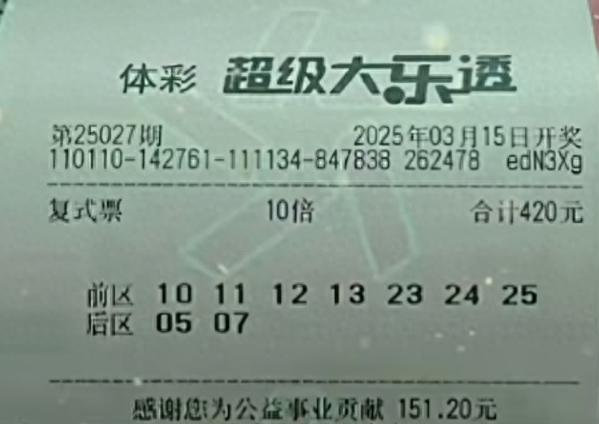 体彩 超级大乐透
第25027期 2025年03月15日开奖
110110-142761-111134-847838 262478 edN3Xg
复式票 10倍 合计420元
前区 10 11 12 13 23 24 25
后区 05 07
感谢您为公益事业贡献 151.20元